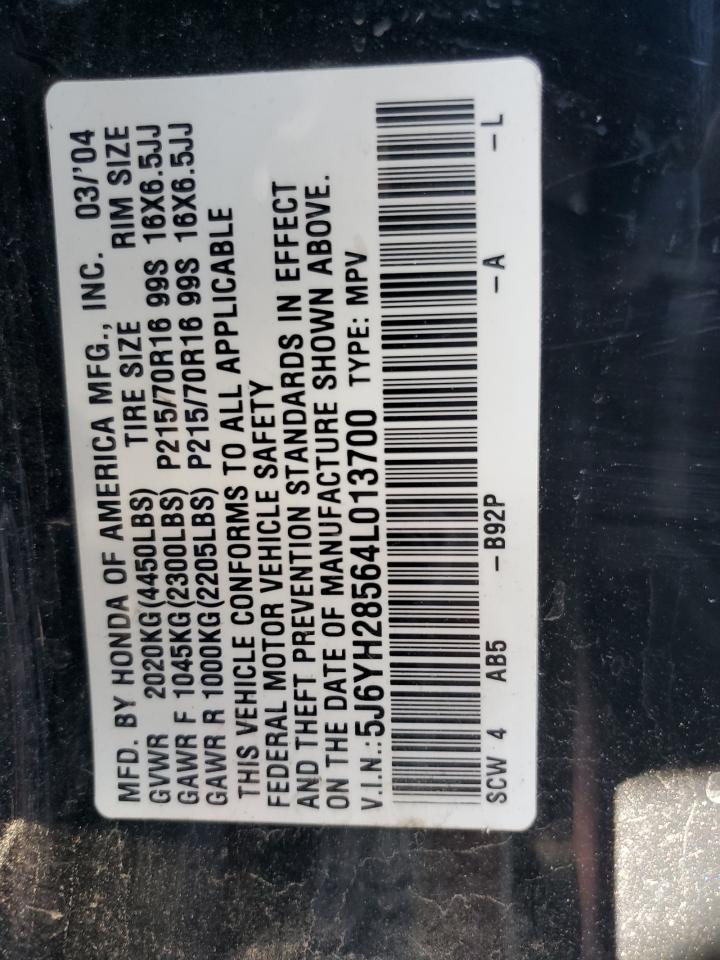 MFD. BY HONDA OF AMERICA MFG., INC. 03/'04
GVWR 2020KG(4450LBS) TIRE SIZE RIM SIZE
GAWR F 1045KG(2300LBS) P215/70R16 99S 16X6.5JJ
GAWR R 1000KG(2205LBS) P215/70R16 99S 16X6.5JJ
THIS VEHICLE CONFORMS TO ALL APPLICABLE
FEDERAL MOTOR VEHICLE SAFETY
AND THEFT PREVENTION STANDARDS IN EFFECT
ON THE DATE OF MANUFACTURE SHOWN ABOVE.
V.I.N.:5J6YH28564L013700 TYPE: MPV
SCW 4 AB5 -B92P -A -L